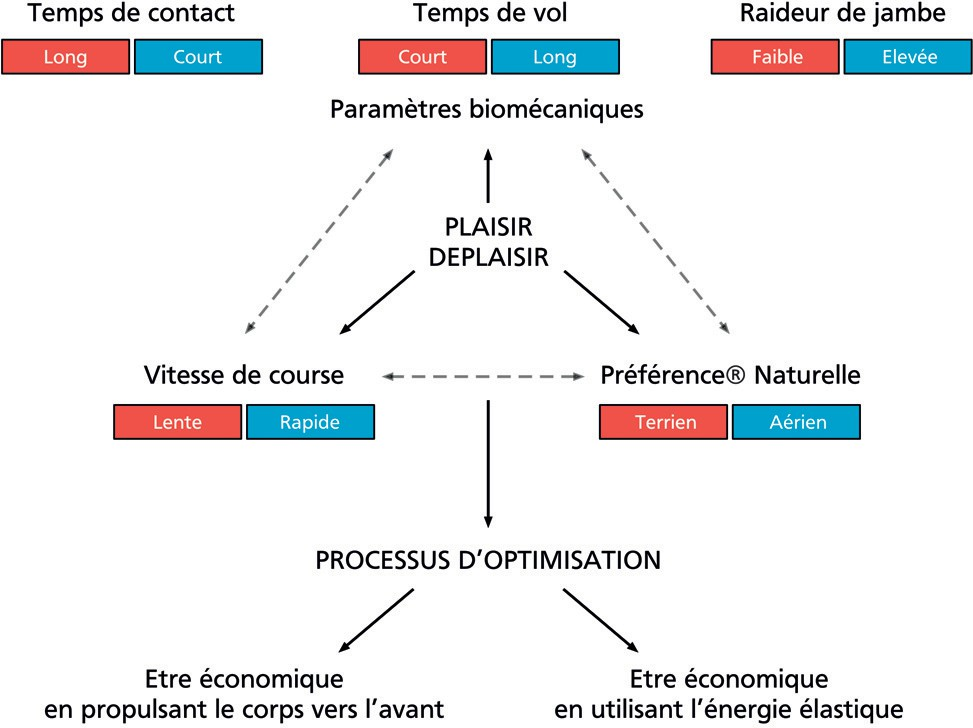 Temps de contact
Temps de vol
Raideur de jambe
Long
Court
Court
Long
Faible
Elevée
Paramètres biomécaniques
PLAISIR
DEPLAISIR
Vitesse de course
Préférence® Naturelle
Lente
Rapide
Terrien
Aérien
PROCESSUS D’OPTIMISATION
Etre économique
en propulsant le corps vers l’avant
Etre économique
en utilisant l’énergie élastique